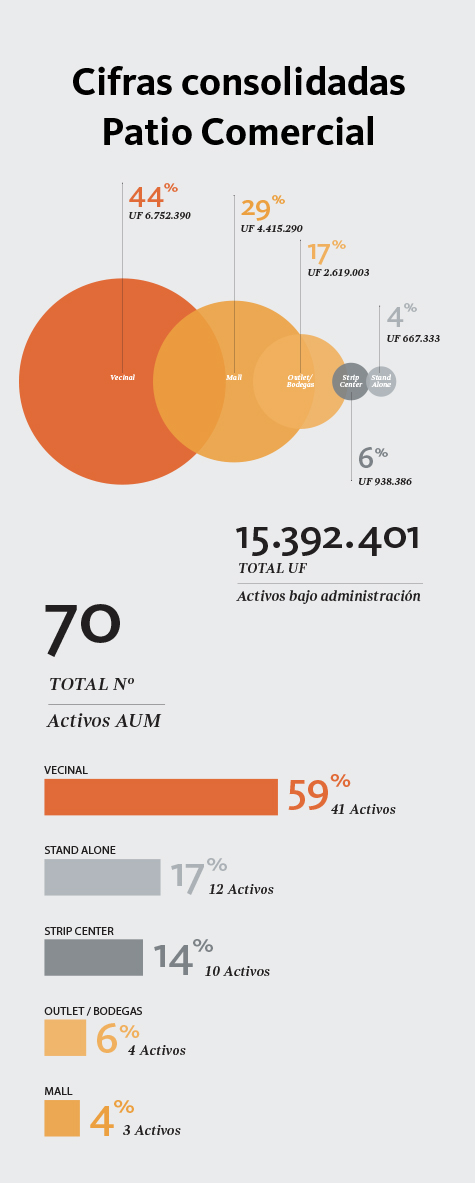 Cifras consolidadas
Patio Comercial
44%
UF 6.752.390
29%
UF 4.415.290
17%
UF 2.619.003
4%
UF 667.333
Vecinal
Mall
Outlet/
Bodegas
Strip
Center
Stand
Alone
6%
UF 938.386
15.392.401
TOTAL UF
Activos bajo administración
70
TOTAL Nº
Activos AUM
VECINAL
59%
41 Activos
STAND ALONE
17%
12 Activos
STRIP CENTER
14%
10 Activos
OUTLET / BODEGAS
6%
4 Activos
MALL
4%
3 Activos